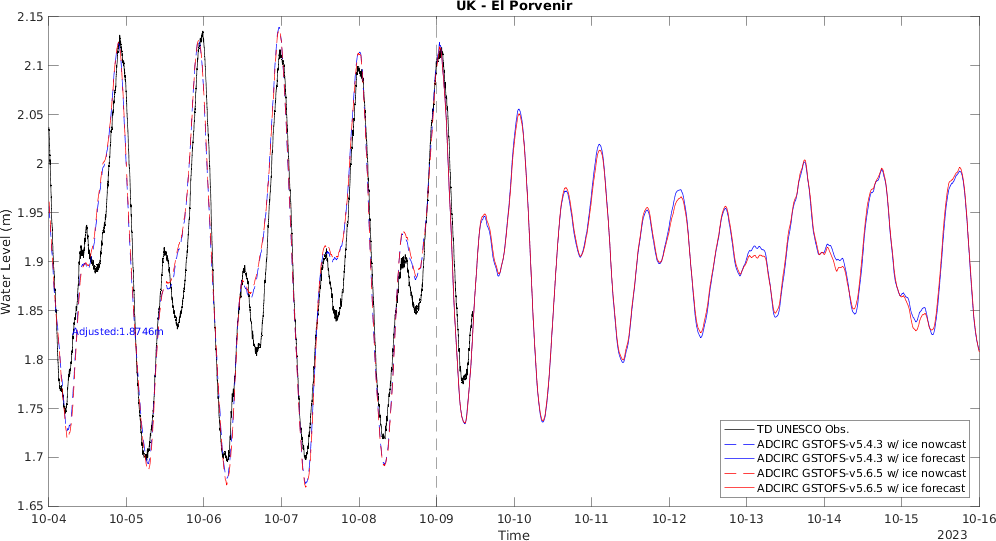 UK - El Porvenir
2.15
2.1
2.05
2
1.95
1.9
1.85
1.8
1.75
1.7
1.65
Water Level (m)
Adjusted:1.8746m
TD UNESCO Obs.
ADCIRC GSTOFS-v5.4.3 w/ ice nowcast
ADCIRC GSTOFS-v5.4.3 w/ ice forecast
ADCIRC GSTOFS-v5.6.5 w/ ice nowcast
ADCIRC GSTOFS-v5.6.5 w/ ice forecast
10-04 10-05 10-06 10-07 10-08 10-09 10-10 10-11 10-12 10-13 10-14 10-15 10-16
Time
2023